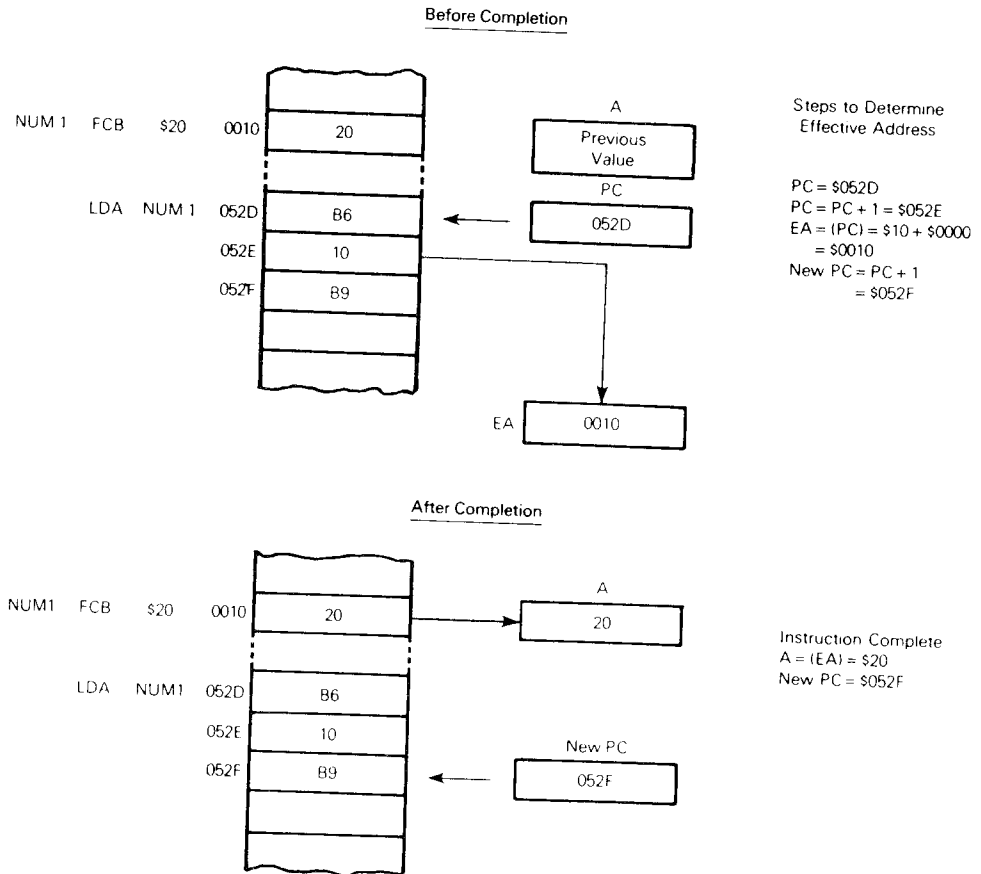 Before Completion
NUM 1 FCB $20 0010 20
A
Previous
Value
PC
LDA NUM 1 052D B6
052D
052E 10
052F B9
EA 0010
Steps to Determine
Effective Address
PC = $052D
PC = PC + 1 = $052E
EA = (PC) = $10 + $0000
= $0010
New PC = PC + 1
= $052F
After Completion
NUM1 FCB $20 0010 20
A
20
LDA NUM1 052D B6
052E 10
052F B9
New PC
052F
Instruction Complete
A = (EA) = $20
New PC = $052F